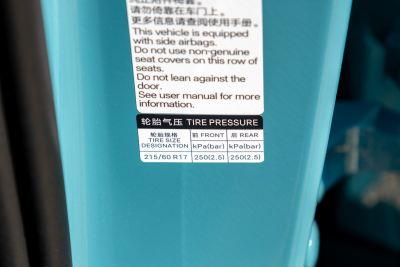 请勿倚靠在车门上。
更多信息请查阅使用手册。
This vehicle is equipped
with side airbags.
Do not use non-genuine
seat covers on this row of
seats.
Do not lean against the
door.
See user manual for more
information.
轮胎气压 TIRE PRESSURE
轮胎规格 前 FRONT 后 REAR
TIRE SIZE
DESIGNATION kPa(bar) kPa(bar)
215/60 R17 250(2.5) 250(2.5)